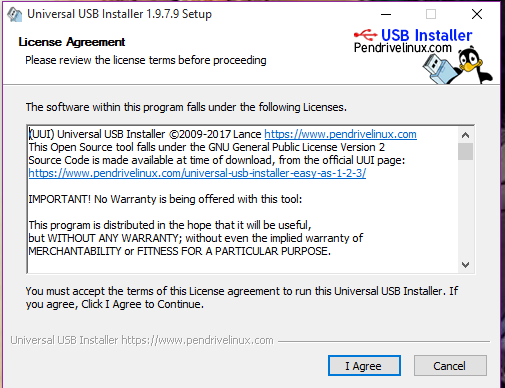 Universal USB Installer 1.9.7.9 Setup
License Agreement
Please review the license terms before proceeding
USB Installer
Pendrivelinux.com
The software within this program falls under the following Licenses.
(UUI) Universal USB Installer ©2009-2017 Lance https://www.pendrivelinux.com
This Open Source tool falls under the GNU General Public License Version 2
Source Code is made available at time of download, from the official UUI page:
https://www.pendrivelinux.com/universal-usb-installer-easy-as-1-2-3/
IMPORTANT! No Warranty is being offered with this tool:
This program is distributed in the hope that it will be useful,
but WITHOUT ANY WARRANTY; without even the implied warranty of
MERCHANTABILITY or FITNESS FOR A PARTICULAR PURPOSE.
You must accept the terms of this License agreement to run this Universal USB Installer. If
you agree, Click I Agree to Continue.
Universal USB Installer https://www.pendrivelinux.com
I Agree
Cancel